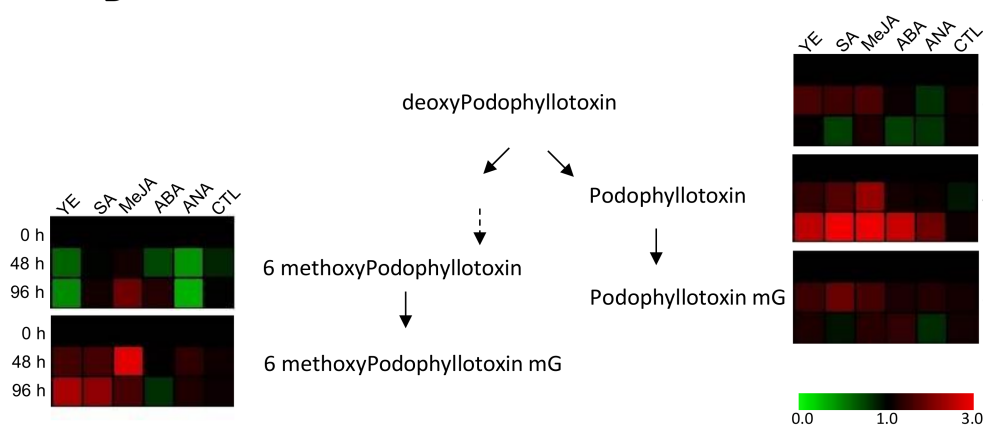 YE SA MeJA ABA ANA CTL
deoxyPodophyllotoxin
Podophyllotoxin
YE SA MeJA ABA ANA CTL
0 h
48 h
6 methoxyPodophyllotoxin
96 h
Podophyllotoxin mG
0 h
48 h
6 methoxyPodophyllotoxin mG
96 h
0.0 1.0 3.0